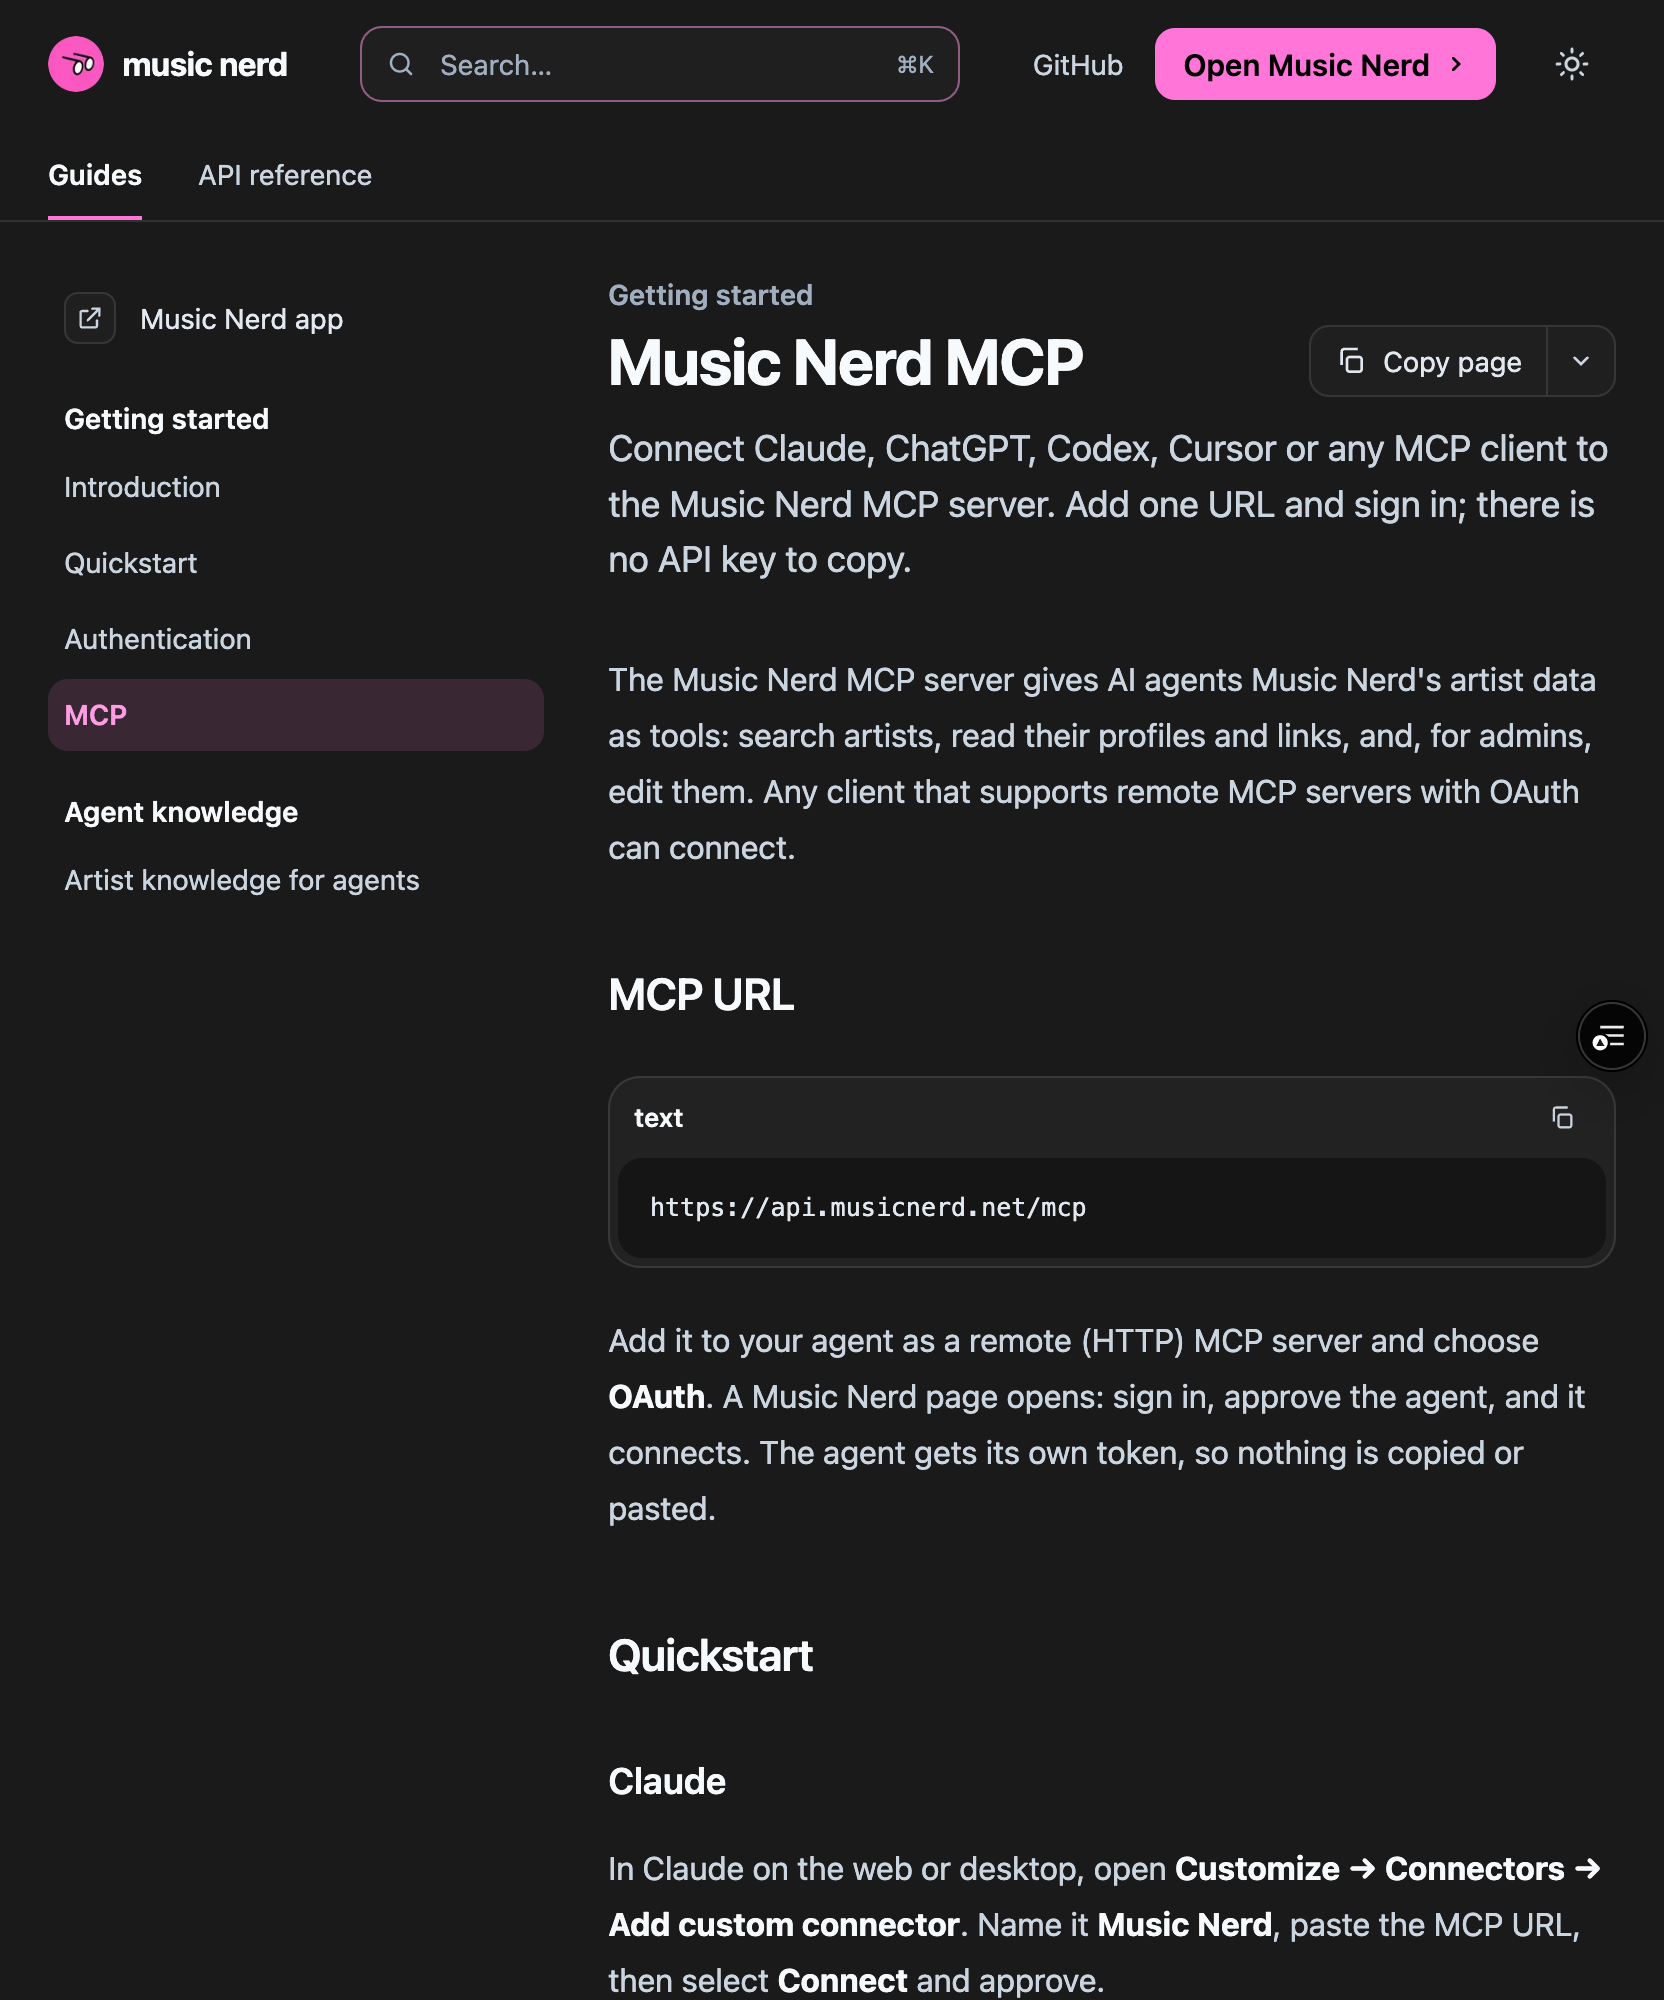 music nerd
Search...
⌘K
GitHub
Open Music Nerd
Guides
API reference
Music Nerd app
Getting started
Introduction
Quickstart
Authentication
MCP
Agent knowledge
Artist knowledge for agents
Getting started
Music Nerd MCP
Copy page
Connect Claude, ChatGPT, Codex, Cursor or any MCP client to
the Music Nerd MCP server. Add one URL and sign in; there is
no API key to copy.
The Music Nerd MCP server gives AI agents Music Nerd's artist data
as tools: search artists, read their profiles and links, and, for admins,
edit them. Any client that supports remote MCP servers with OAuth
can connect.
MCP URL
text
https://api.musicnerd.net/mcp
Add it to your agent as a remote (HTTP) MCP server and choose
OAuth. A Music Nerd page opens: sign in, approve the agent, and it
connects. The agent gets its own token, so nothing is copied or
pasted.
Quickstart
Claude
In Claude on the web or desktop, open Customize → Connectors →
Add custom connector. Name it Music Nerd, paste the MCP URL,
then select Connect and approve.